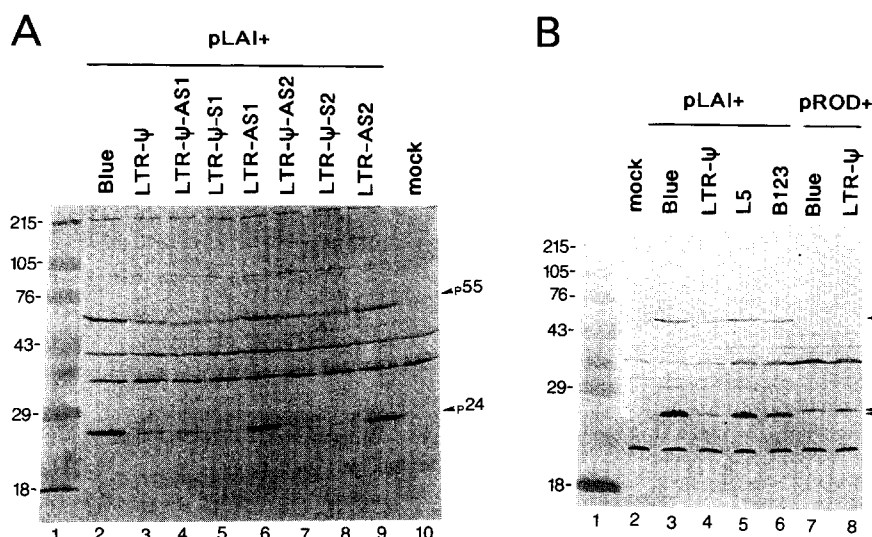 A
pLAI+
Blue
LTR-Ψ
LTR-Ψ-AS1
LTR-Ψ-S1
LTR-AS1
LTR-Ψ-AS2
LTR-Ψ-S2
LTR-AS2
mock
215-
105-
76-
43-
29-
18-
p55
p24
1 2 3 4 5 6 7 8 9 10
B
pLAI+ pROD+
mock
Blue
LTR-Ψ
L5
B123
Blue
LTR-Ψ
215-
105-
76-
43-
29-
18-
1 2 3 4 5 6 7 8